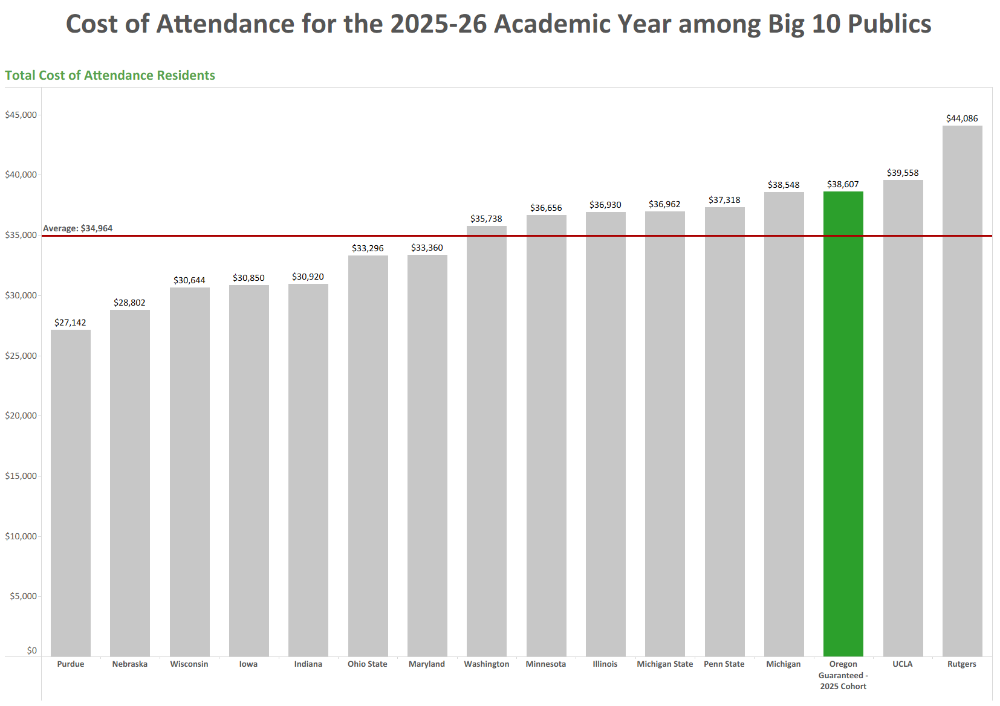 Cost of Attendance for the 2025-26 Academic Year among Big 10 Publics
Total Cost of Attendance Residents
$45,000
$40,000
$35,000
$30,000
$25,000
$20,000
$15,000
$10,000
$5,000
$0
Average: $34,964
$27,142
$28,802
$30,644
$30,850
$30,920
$33,296
$33,360
$35,738
$36,656
$36,930
$36,962
$37,318
$38,548
$38,607
$39,558
$44,086
Purdue
Nebraska
Wisconsin
Iowa
Indiana
Ohio State
Maryland
Washington
Minnesota
Illinois
Michigan State
Penn State
Michigan
Oregon
Guaranteed -
2025 Cohort
UCLA
Rutgers